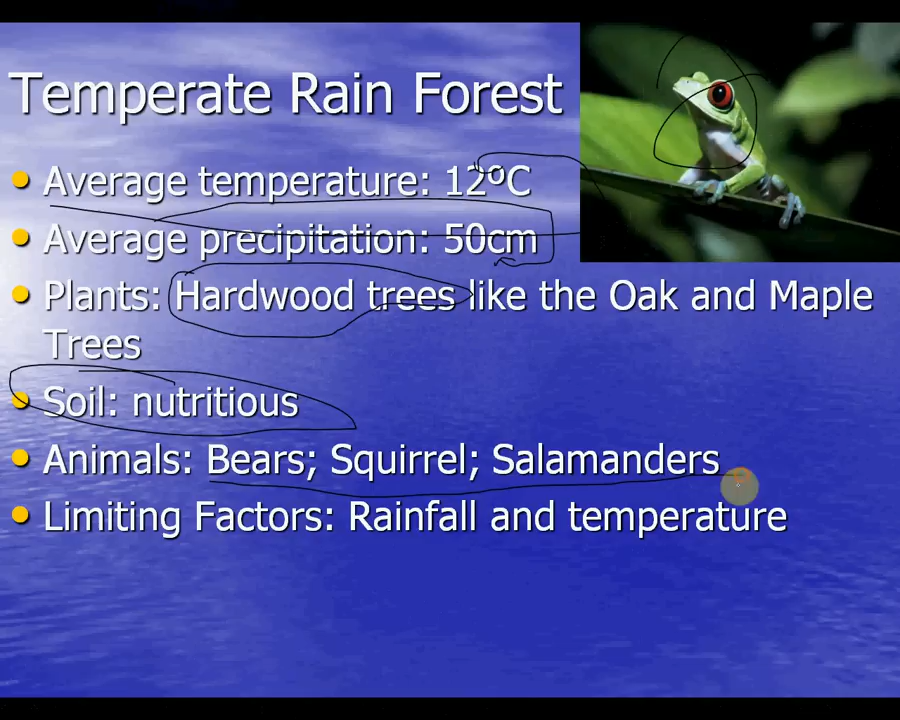 Temperate Rain Forest
Average temperature: 12ºC
Average precipitation: 50cm
Plants: Hardwood trees like the Oak and Maple
Trees
Soil: nutritious
Animals: Bears; Squirrel; Salamanders
Limiting Factors: Rainfall and temperature